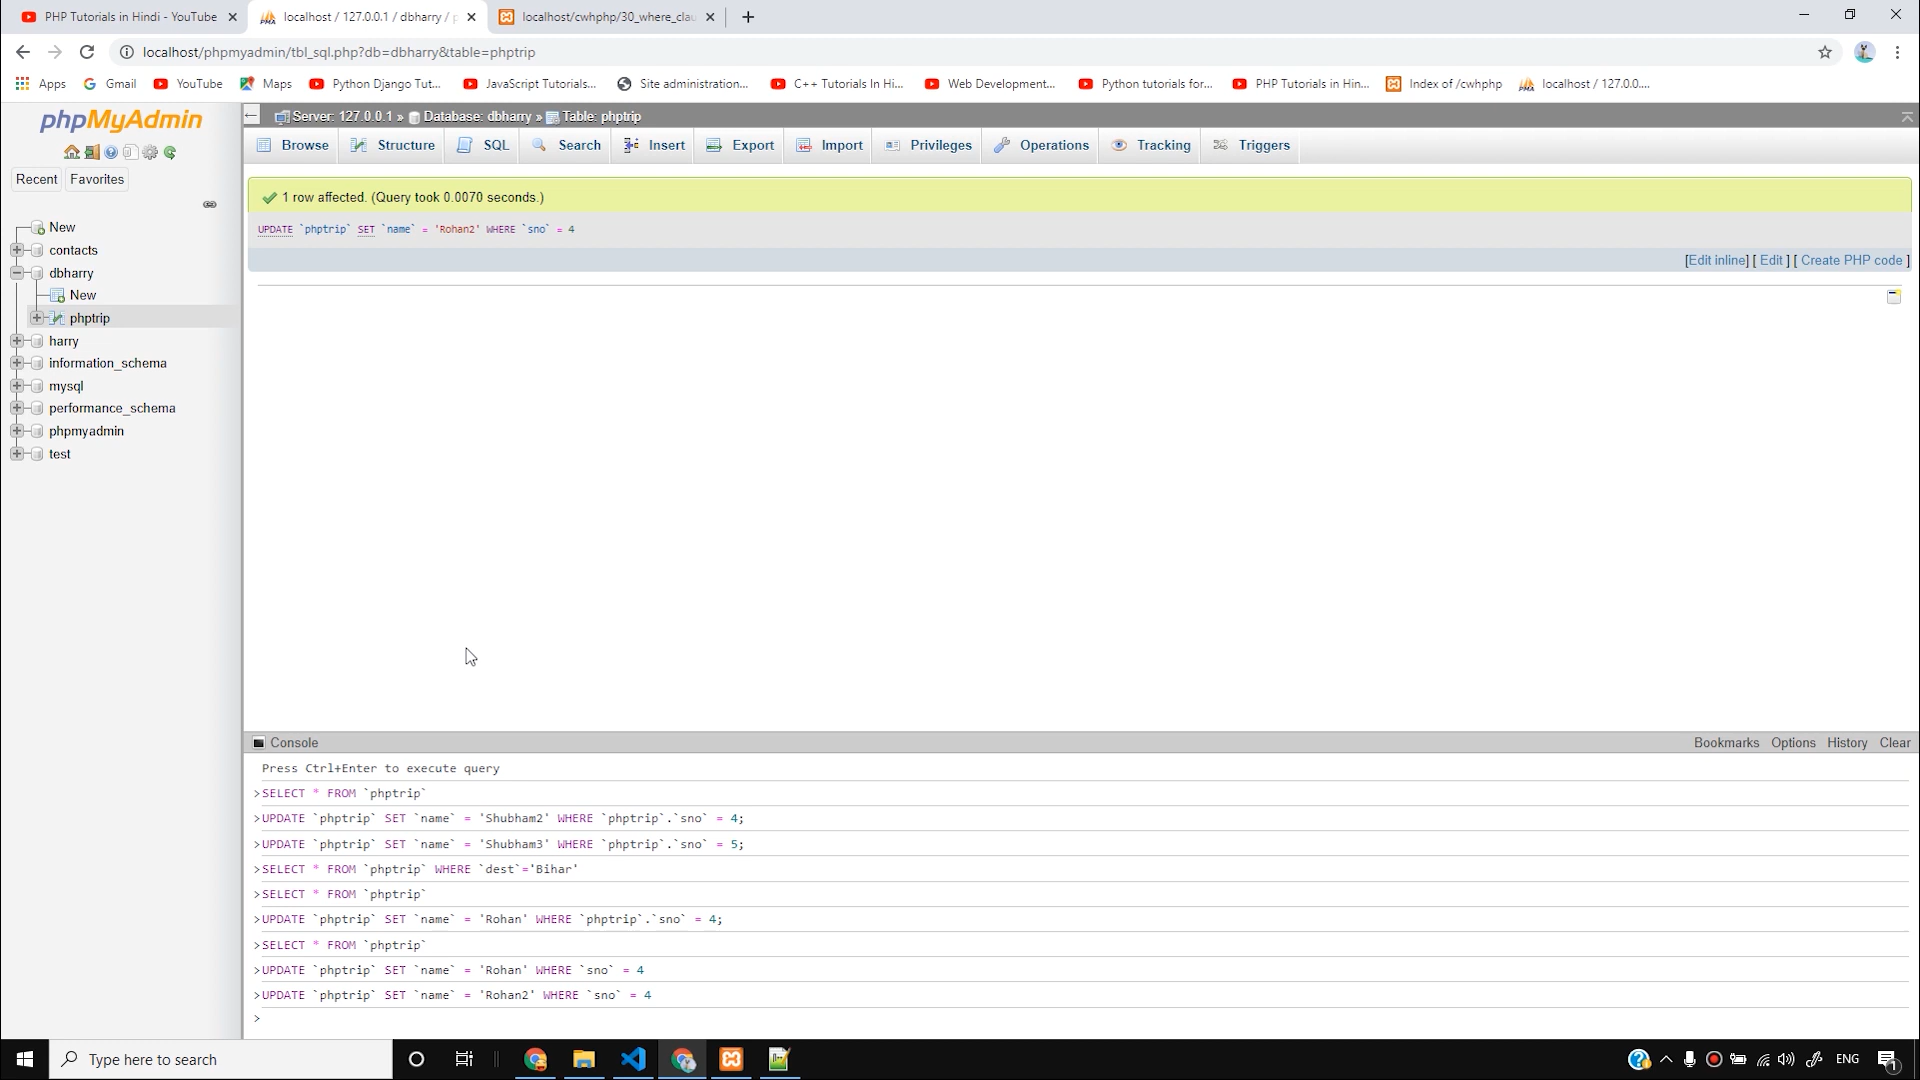 PHP Tutorials in Hindi - YouTube
localhost / 127.0.0.1 / dbharry / p
localhost/cwhphp/30_where_clau
localhost/phpmyadmin/tbl_sql.php?db=dbharry&table=phptrip
Apps Gmail YouTube Maps Python Django Tut... JavaScript Tutorials... Site administration... C++ Tutorials In Hi... Web Development... Python tutorials for... PHP Tutorials in Hin... Index of /cwhphp localhost / 127.0.0....
phpMyAdmin
Recent Favorites
New
contacts
dbharry
New
phptrip
harry
information_schema
mysql
performance_schema
phpmyadmin
test
Server: 127.0.0.1 » Database: dbharry » Table: phptrip
Browse Structure SQL Search Insert Export Import Privileges Operations Tracking Triggers
1 row affected. (Query took 0.0070 seconds.)
UPDATE `phptrip` SET `name` = 'Rohan2' WHERE `sno` = 4
[Edit inline] [ Edit ] [ Create PHP code ]
Console
Bookmarks Options History Clear
Press Ctrl+Enter to execute query
>SELECT * FROM `phptrip`
>UPDATE `phptrip` SET `name` = 'Shubham2' WHERE `phptrip`.`sno` = 4;
>UPDATE `phptrip` SET `name` = 'Shubham3' WHERE `phptrip`.`sno` = 5;
>SELECT * FROM `phptrip` WHERE `dest`='Bihar'
>SELECT * FROM `phptrip`
>UPDATE `phptrip` SET `name` = 'Rohan' WHERE `phptrip`.`sno` = 4;
>SELECT * FROM `phptrip`
>UPDATE `phptrip` SET `name` = 'Rohan' WHERE `sno` = 4
>UPDATE `phptrip` SET `name` = 'Rohan2' WHERE `sno` = 4
>
Type here to search
ENG
1